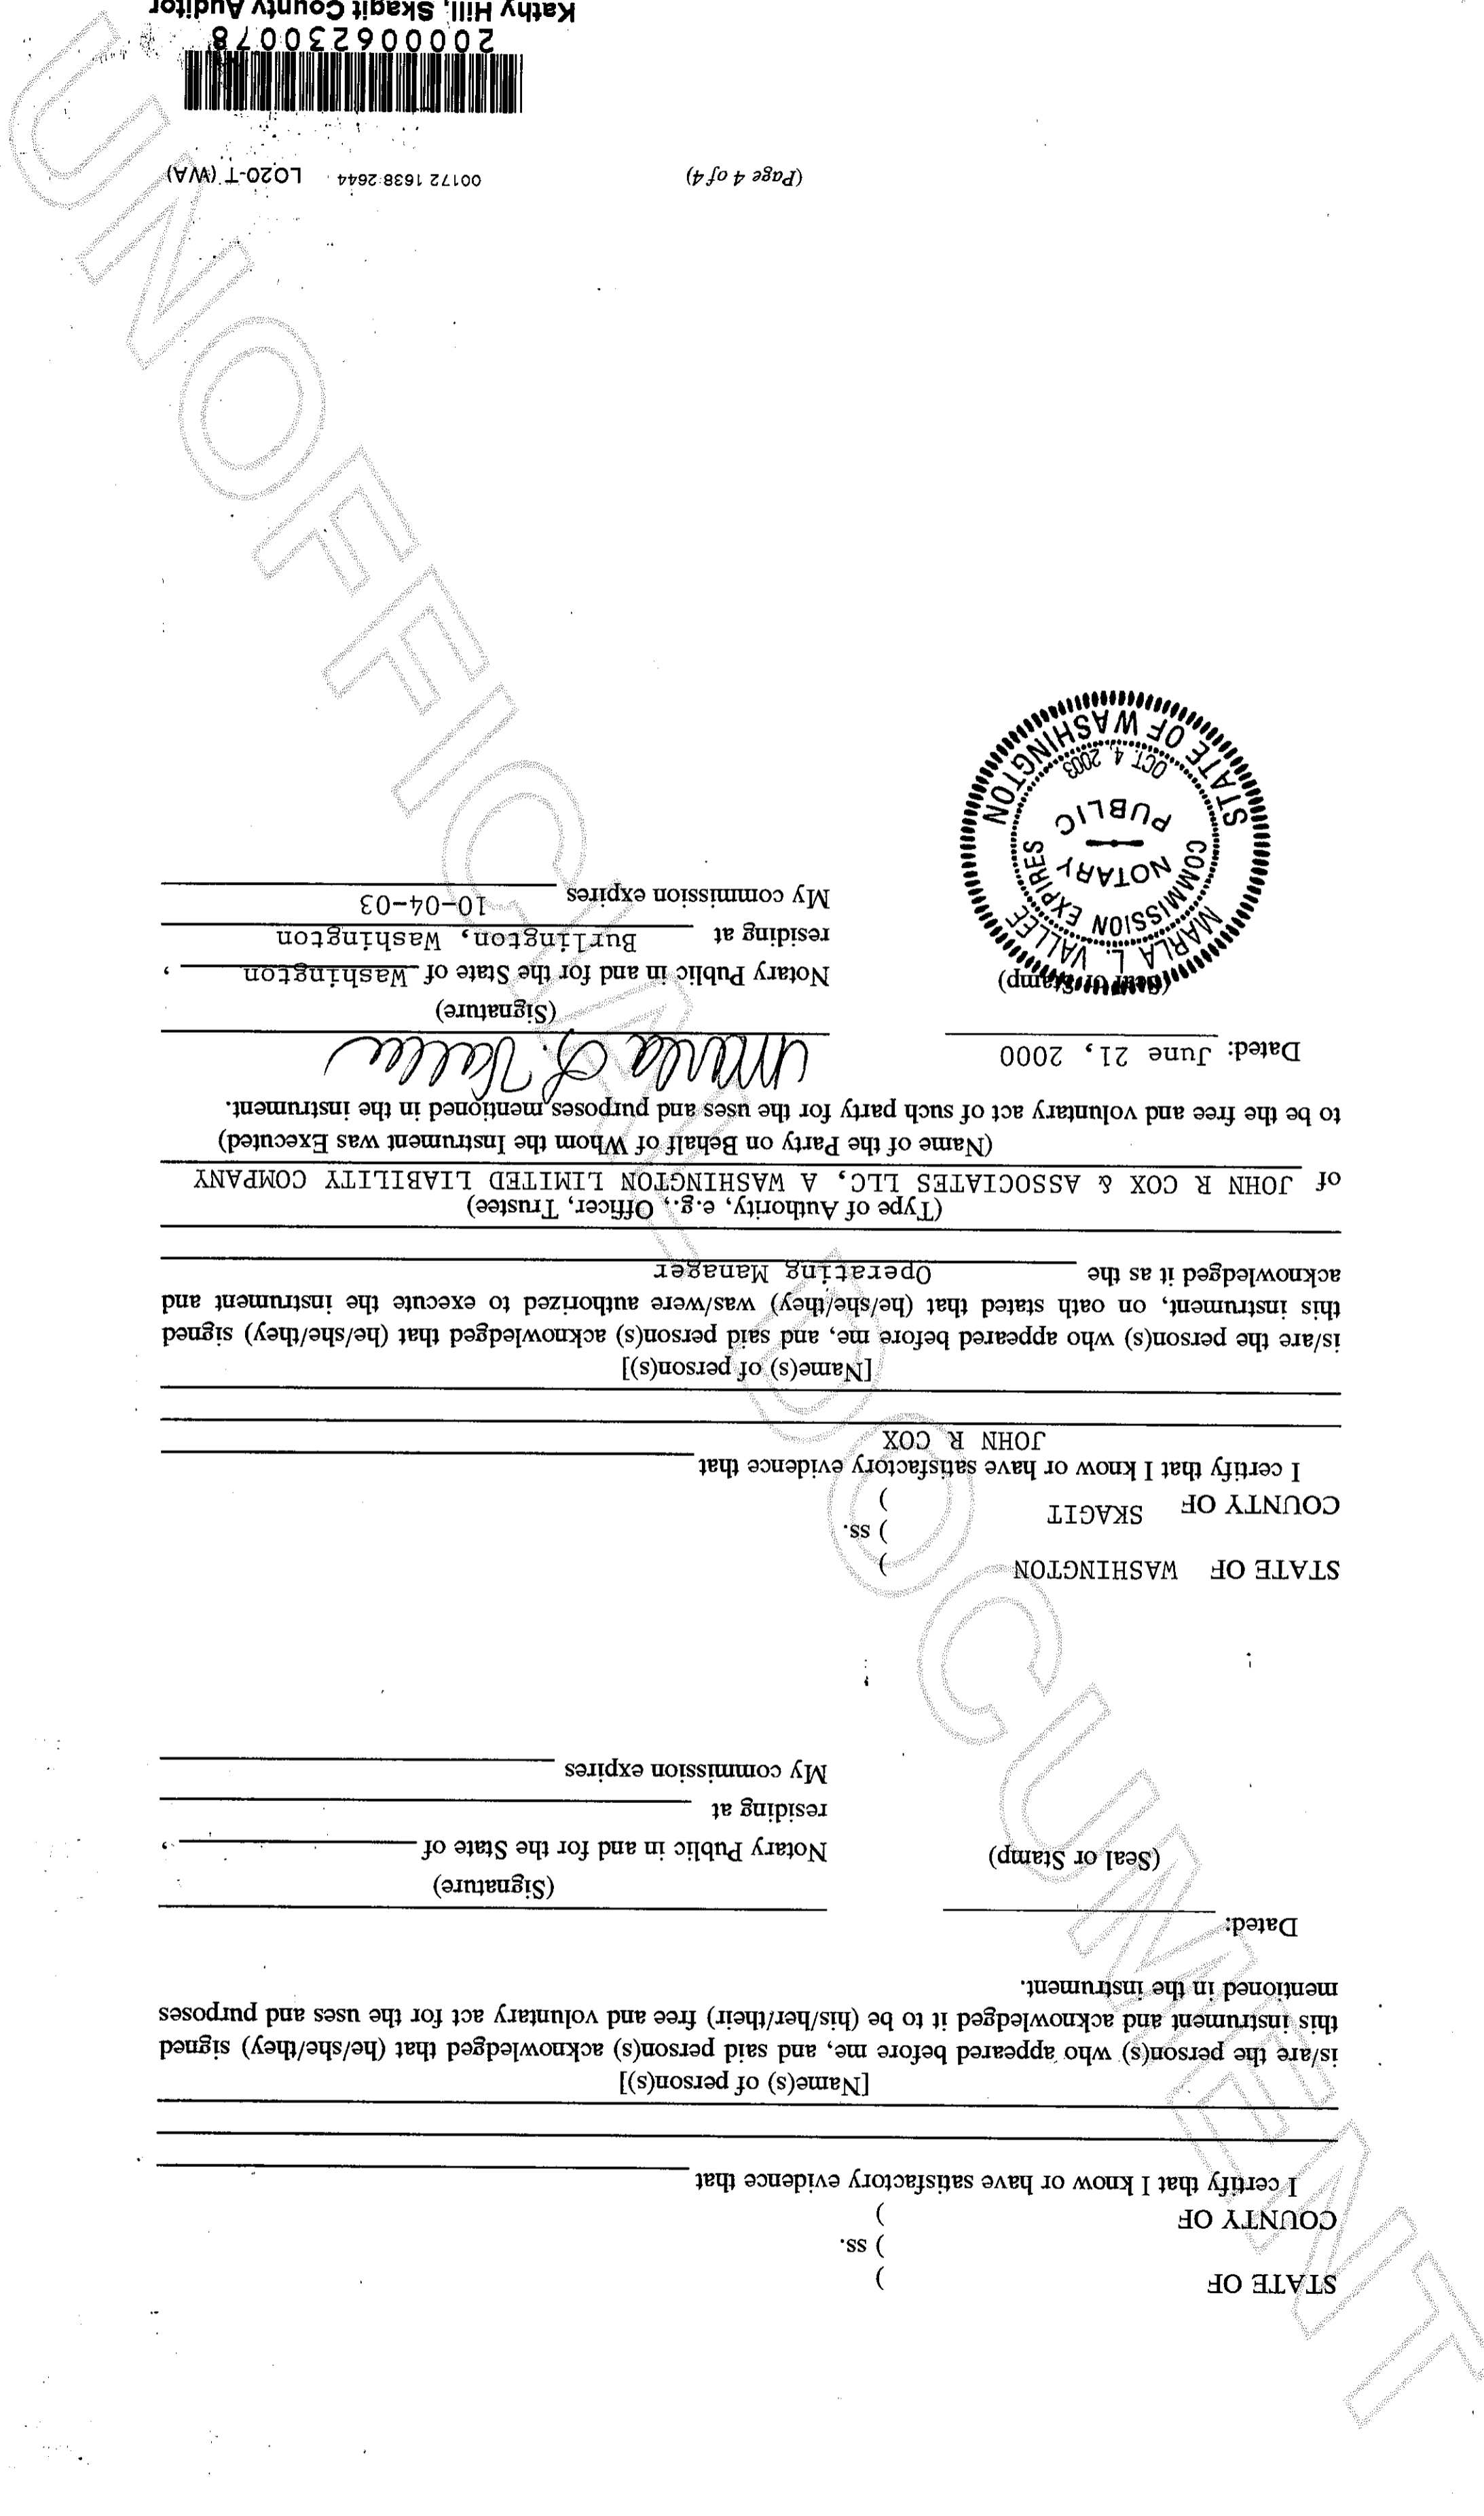 STATE OF )
) ss.
COUNTY OF )
I certify that I know or have satisfactory evidence that
[Name(s) of person(s)]
is/are the person(s) who appeared before me, and said person(s) acknowledged that (he/she/they) signed
this instrument and acknowledged it to be (his/her/their) free and voluntary act for the uses and purposes
mentioned in the instrument.
Dated:
(Signature)
(Seal or Stamp)
Notary Public in and for the State of ,
residing at
My commission expires
STATE OF WASHINGTON )
) ss.
COUNTY OF SKAGIT )
I certify that I know or have satisfactory evidence that
JOHN R COX
[Name(s) of person(s)]
is/are the person(s) who appeared before me, and said person(s) acknowledged that (he/she/they) signed
this instrument, on oath stated that (he/she/they) was/were authorized to execute the instrument and
acknowledged it as the Operating Manager
(Type of Authority, e.g., Officer, Trustee)
of JOHN R COX & ASSOCIATES LLC, A WASHINGTON LIMITED LIABILITY COMPANY
(Name of the Party on Behalf of Whom the Instrument was Executed)
to be the free and voluntary act of such party for the uses and purposes mentioned in the instrument.
Dated: June 21, 2000
Marla L. Vallee
(Signature)
(Seal or Stamp)
Notary Public in and for the State of Washington ,
residing at Burlington, Washington
My commission expires 10-04-03
MARLA L. VALLEE
COMMISSION EXPIRES
NOTARY
PUBLIC
OCT. 4, 2003
STATE OF WASHINGTON
(Page 4 of 4)
00172 1638 2644 LO20-T (WA)
200006230078
Kathy Hill, Skagit County Auditor
UNOFFICIAL DOCUMENT